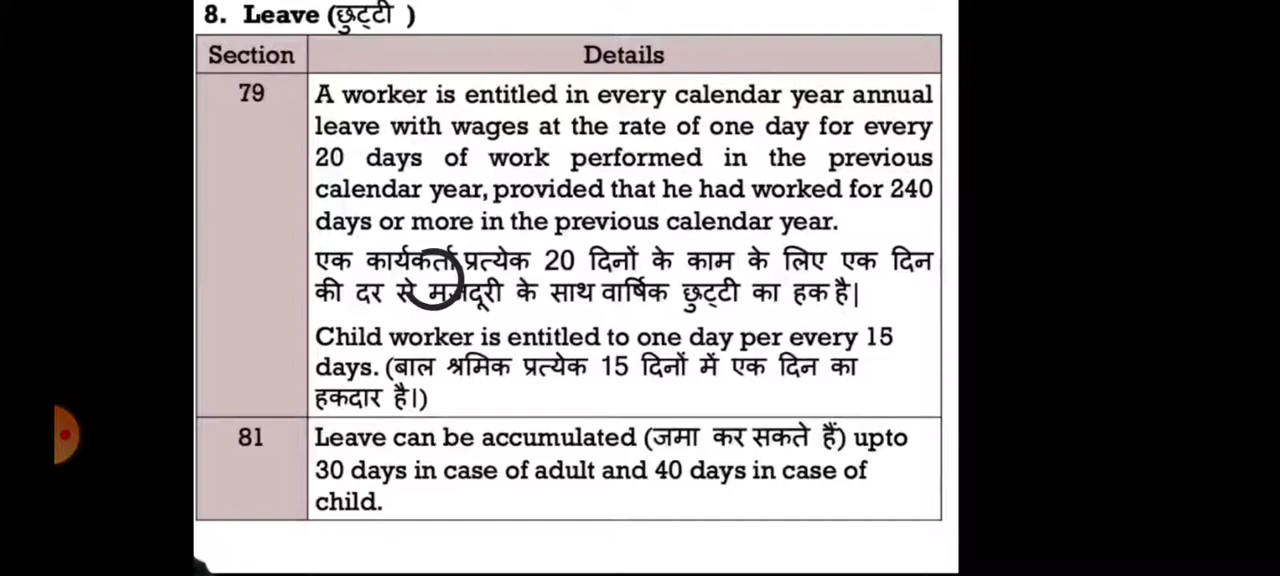 8. Leave (छुट्टी )
Section Details
79 A worker is entitled in every calendar year annual
leave with wages at the rate of one day for every
20 days of work performed in the previous
calendar year, provided that he had worked for 240
days or more in the previous calendar year.
एक कार्यकर्ता प्रत्येक 20 दिनों के काम के लिए एक दिन
की दर से मजदूरी के साथ वार्षिक छुट्टी का हक है|
Child worker is entitled to one day per every 15
days. (बाल श्रमिक प्रत्येक 15 दिनों में एक दिन का
हकदार है।)
81 Leave can be accumulated (जमा कर सकते हैं) upto
30 days in case of adult and 40 days in case of
child.